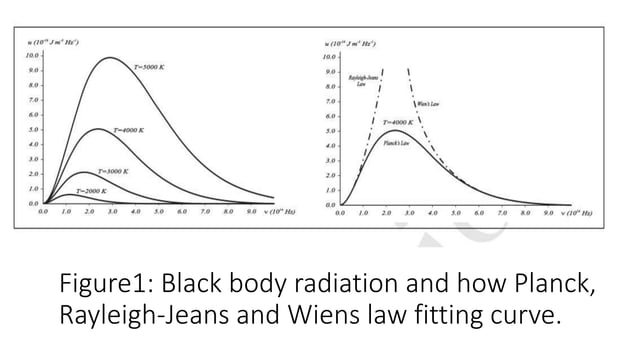 u (10⁻¹⁶ J m⁻³ Hz⁻¹)
10.0
9.0
8.0
7.0
6.0
5.0
4.0
3.0
2.0
1.0
0.0
T=5000 K
T=4000 K
T=3000 K
T=2000 K
0.0 1.0 2.0 3.0 4.0 5.0 6.0 7.0 8.0 9.0 ν (10¹⁴ Hz)
10.0
9.0
8.0
7.0
6.0
5.0
4.0
3.0
2.0
1.0
0.0
Rayleigh-Jeans
Law
Wien's Law
T=4000 K
Planck's Law
0.0 1.0 2.0 3.0 4.0 5.0 6.0 7.0 8.0 9.0 ν (10¹⁴ Hz)
Figure1: Black body radiation and how Planck,
Rayleigh-Jeans and Wiens law fitting curve.